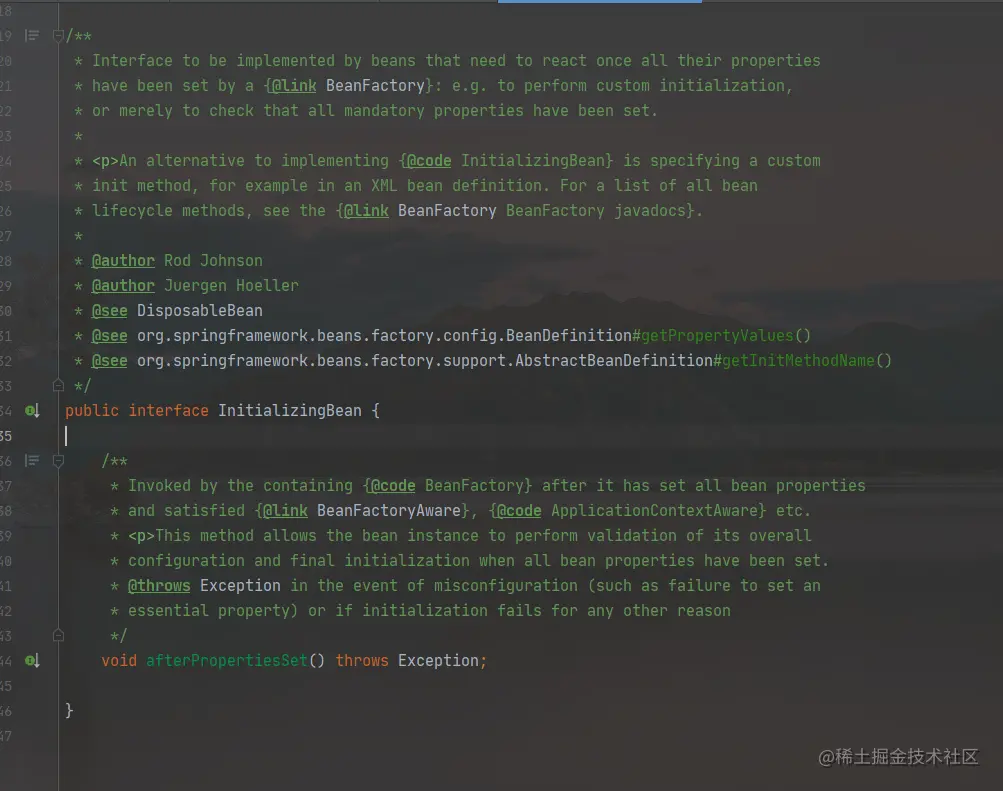 18
19 /**
20 * Interface to be implemented by beans that need to react once all their properties
21 * have been set by a {@link BeanFactory}: e.g. to perform custom initialization,
22 * or merely to check that all mandatory properties have been set.
23 *
24 * <p>An alternative to implementing {@code InitializingBean} is specifying a custom
25 * init method, for example in an XML bean definition. For a list of all bean
26 * lifecycle methods, see the {@link BeanFactory BeanFactory javadocs}.
27 *
28 * @author Rod Johnson
29 * @author Juergen Hoeller
30 * @see DisposableBean
31 * @see org.springframework.beans.factory.config.BeanDefinition#getPropertyValues()
32 * @see org.springframework.beans.factory.support.AbstractBeanDefinition#getInitMethodName()
33 */
34 public interface InitializingBean {
35
36 /**
37 * Invoked by the containing {@code BeanFactory} after it has set all bean properties
38 * and satisfied {@link BeanFactoryAware}, {@code ApplicationContextAware} etc.
39 * <p>This method allows the bean instance to perform validation of its overall
40 * configuration and final initialization when all bean properties have been set.
41 * @throws Exception in the event of misconfiguration (such as failure to set an
42 * essential property) or if initialization fails for any other reason
43 */
44 void afterPropertiesSet() throws Exception;
45
46 }
47
@稀土掘金技术社区